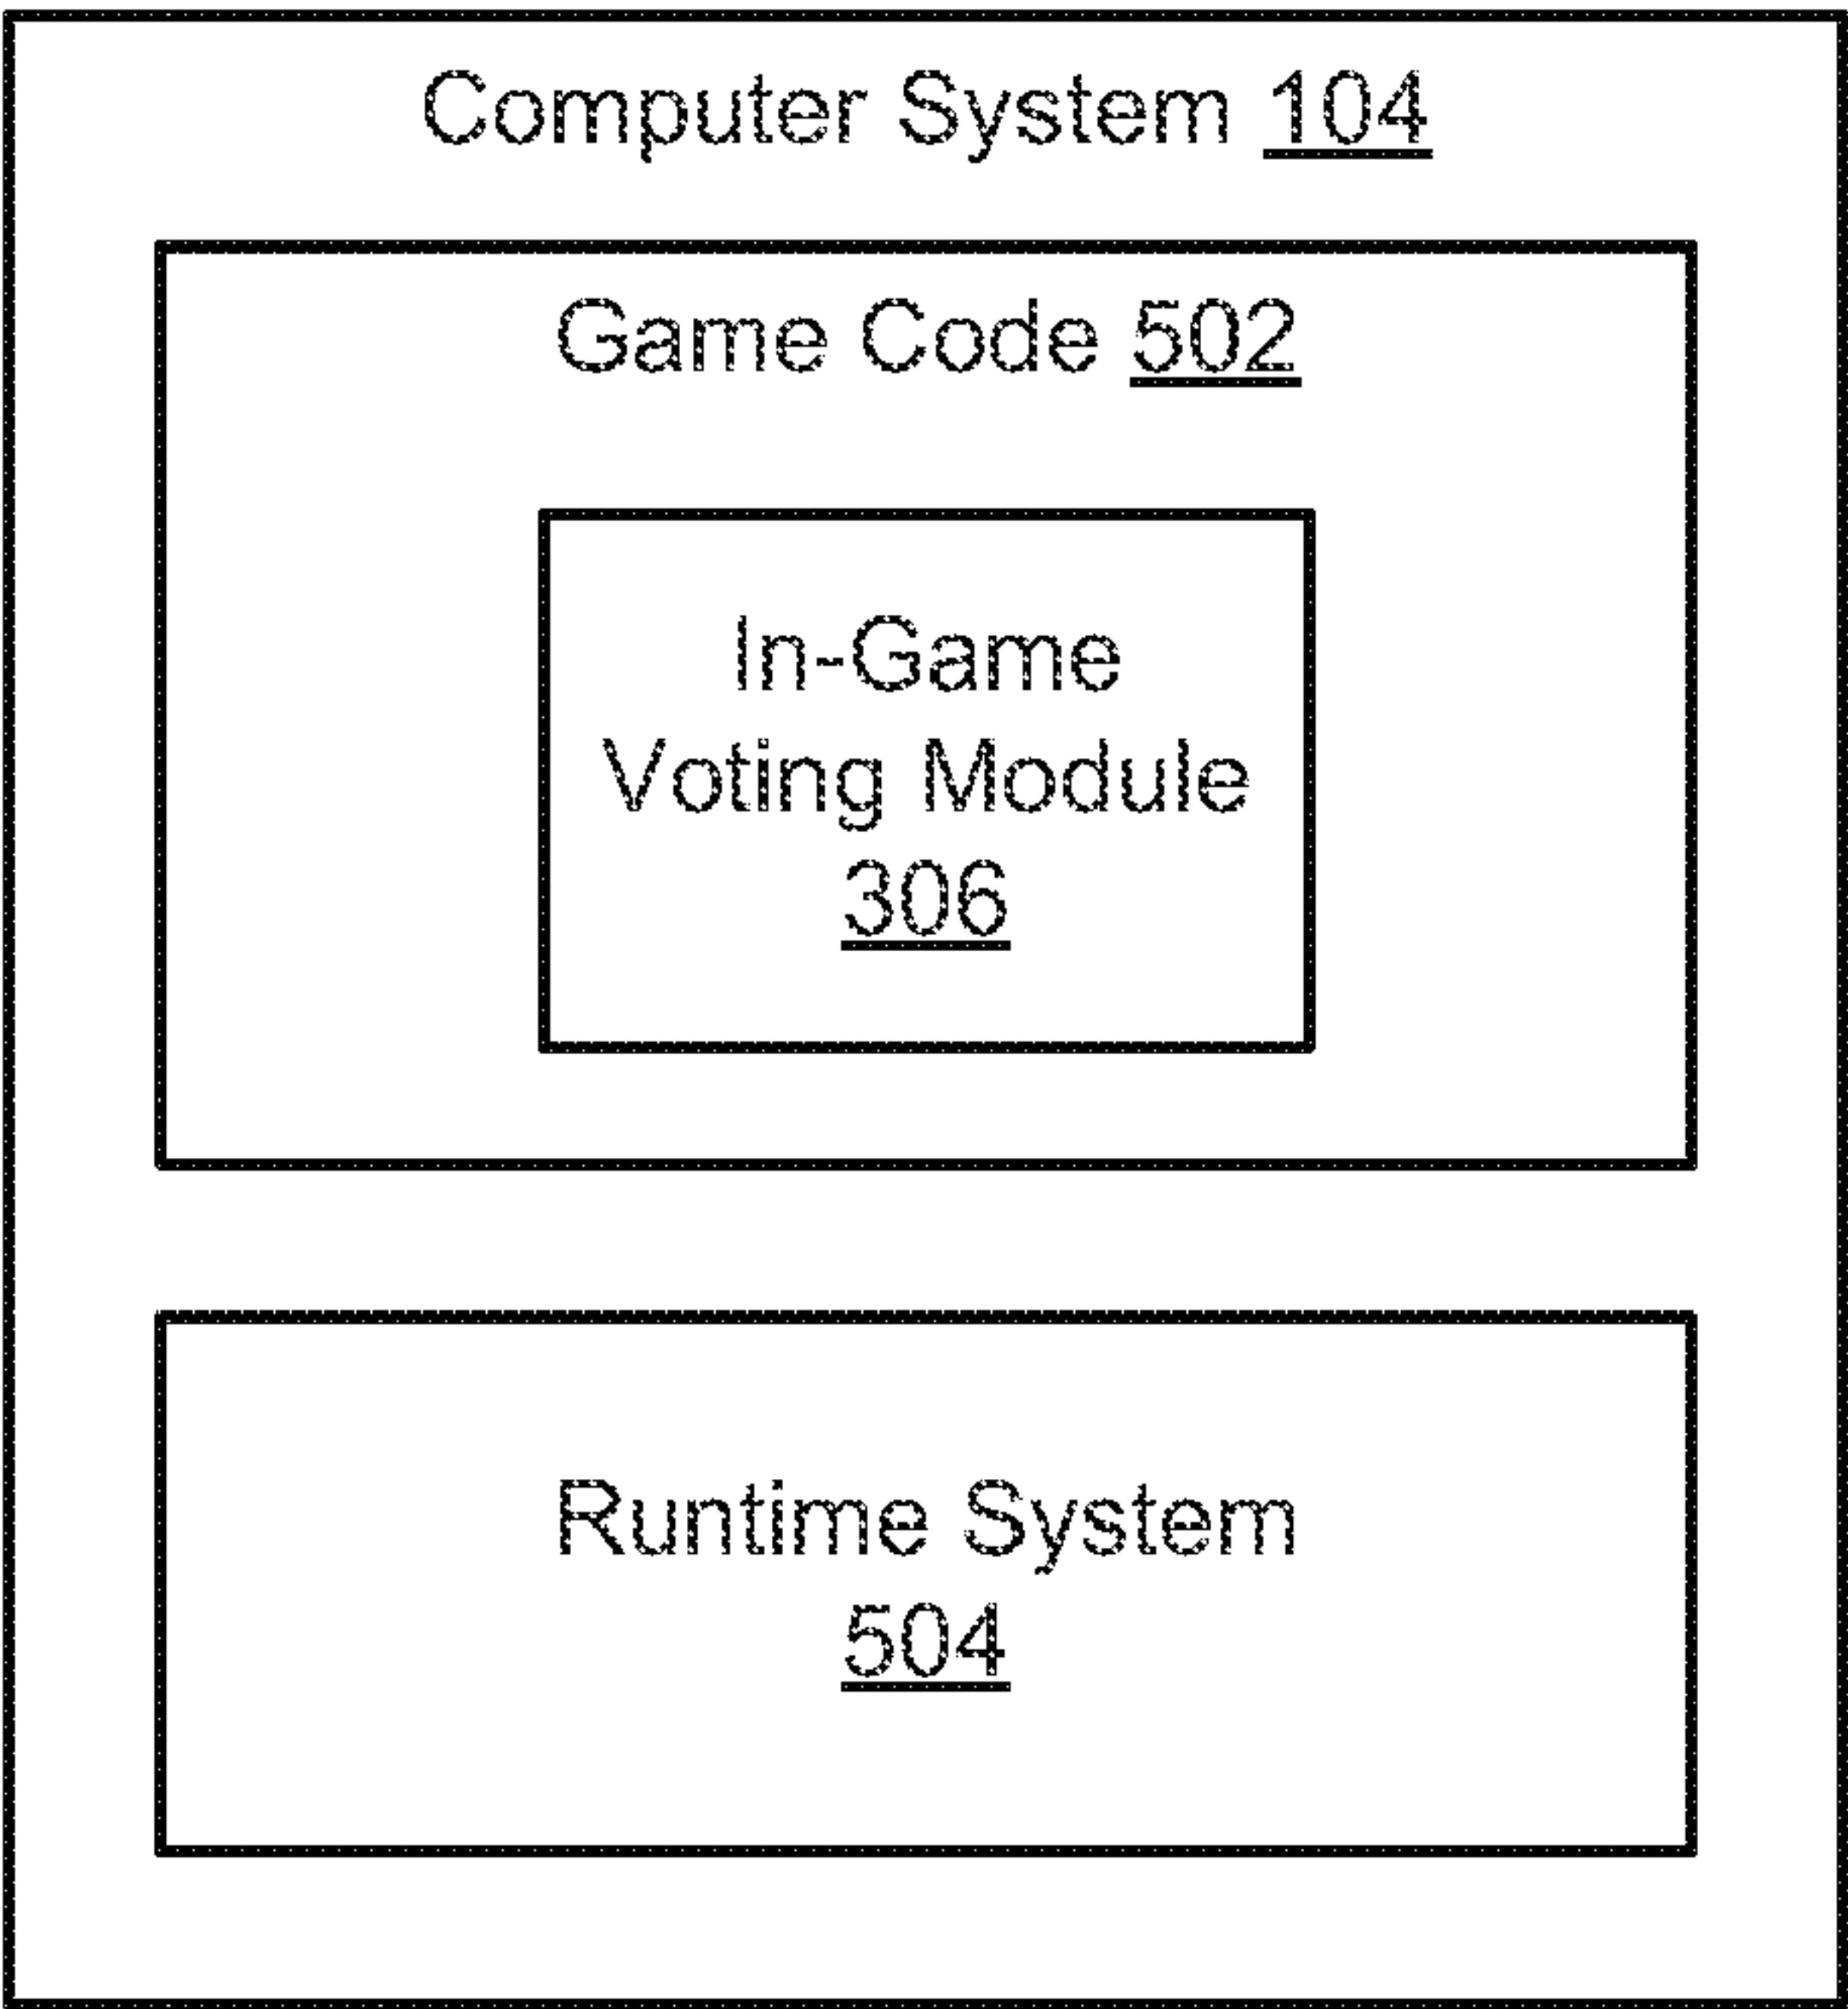 Computer System 104
Game Code 502
In-Game
Voting Module
306
Runtime System
504